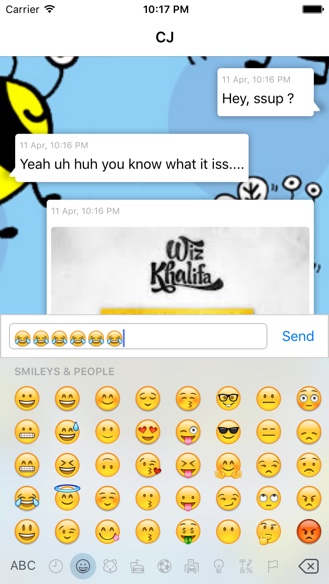 Carrier 10:17 PM
CJ
11 Apr, 10:16 PM
Hey, ssup ?
11 Apr, 10:16 PM
Yeah uh huh you know what it iss....
11 Apr, 10:16 PM
Wiz
Khalifa
😂😂😂😂😂😂 Send
SMILEYS & PEOPLE
ABC